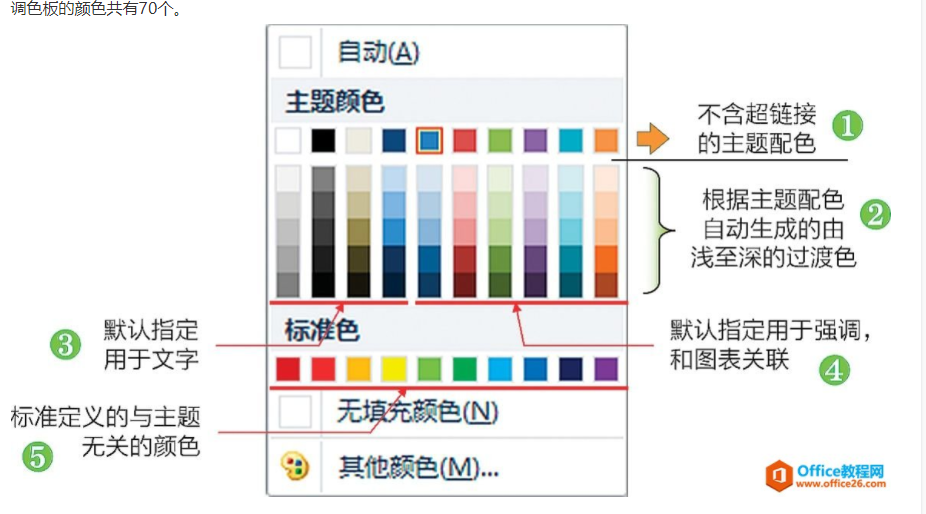 调色板的颜色共有70个。
自动(A)
主题颜色
不含超链接
的主题配色
1
根据主题配色
自动生成的由
浅至深的过渡色
2
3
默认指定
用于文字
标准色
默认指定用于强调，
和图表关联
4
标准定义的与主题
无关的颜色
5
无填充颜色(N)
其他颜色(M)...
Office教程网
www.office26.com